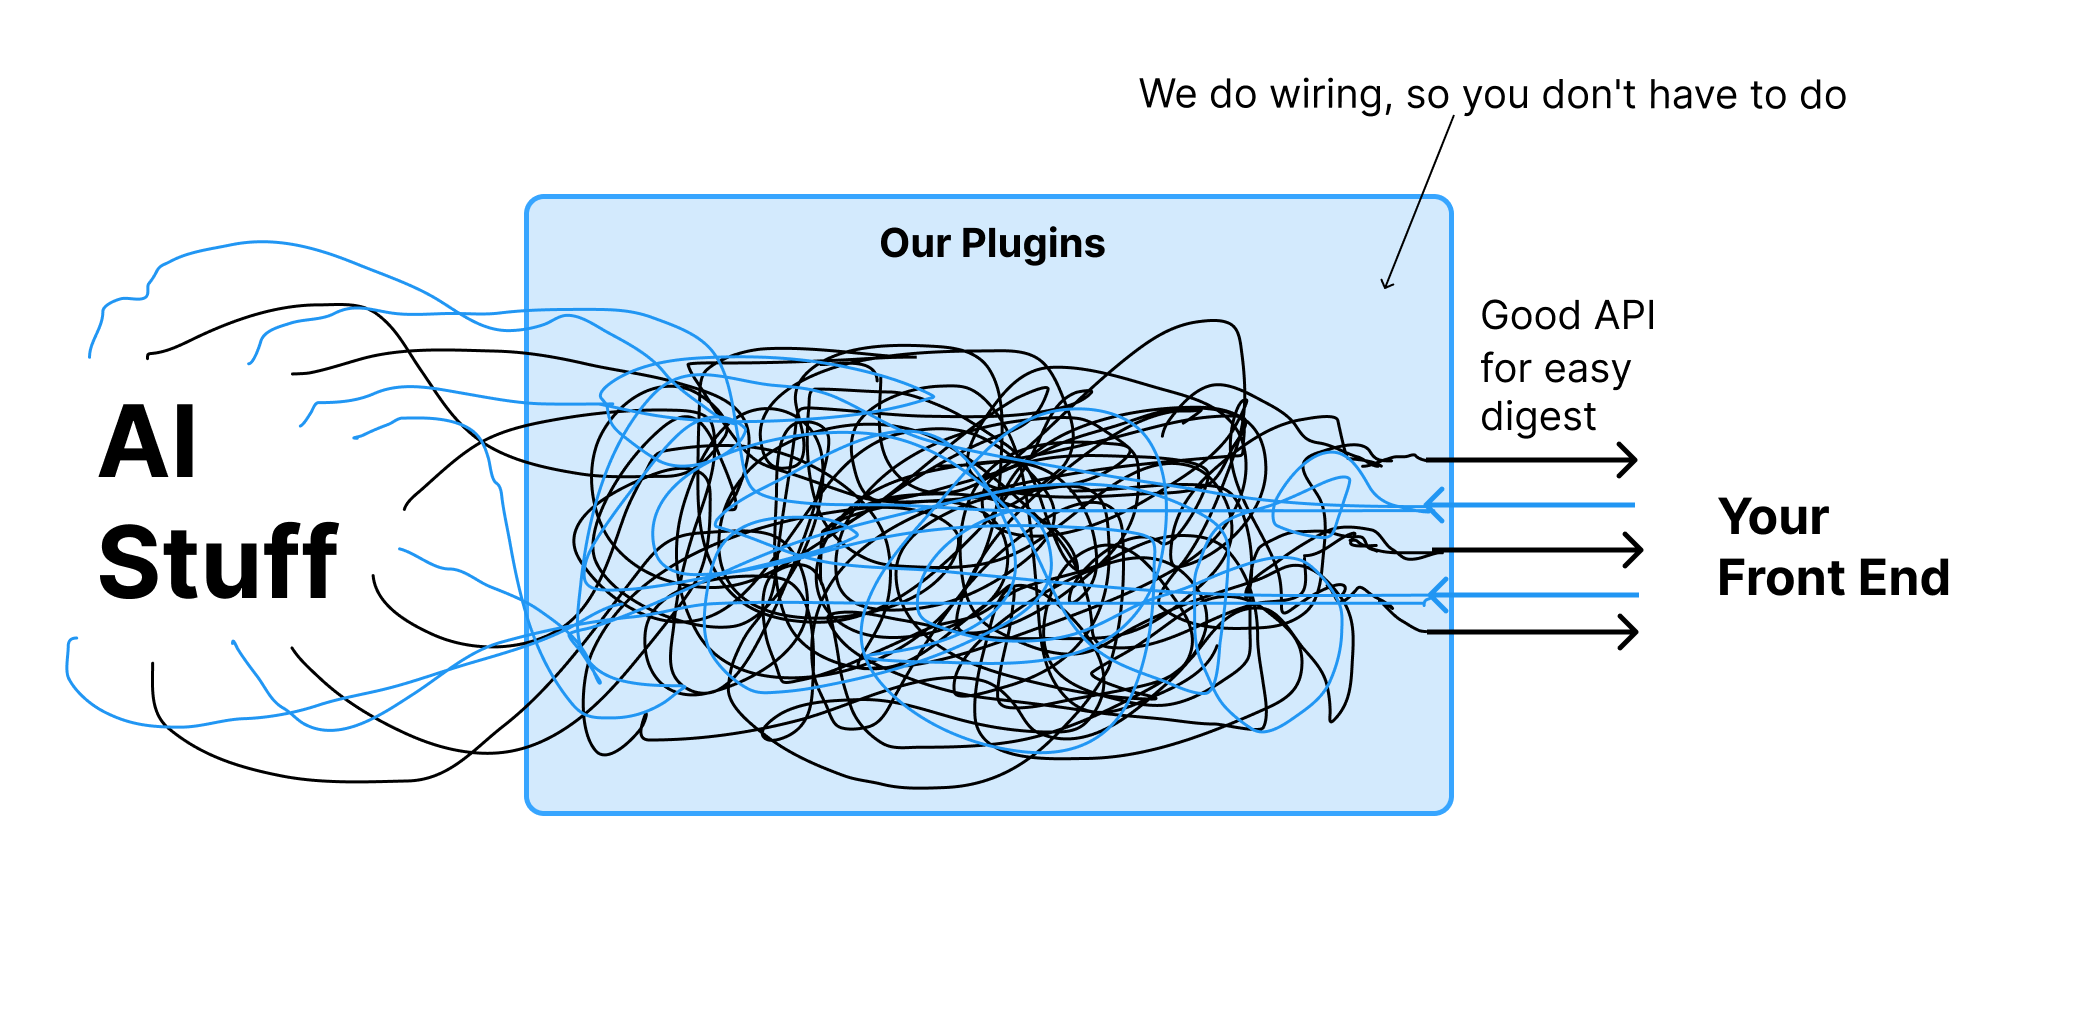 We do wiring, so you don't have to do
Our Plugins
Good API
for easy
digest
AI
Stuff
Your
Front End